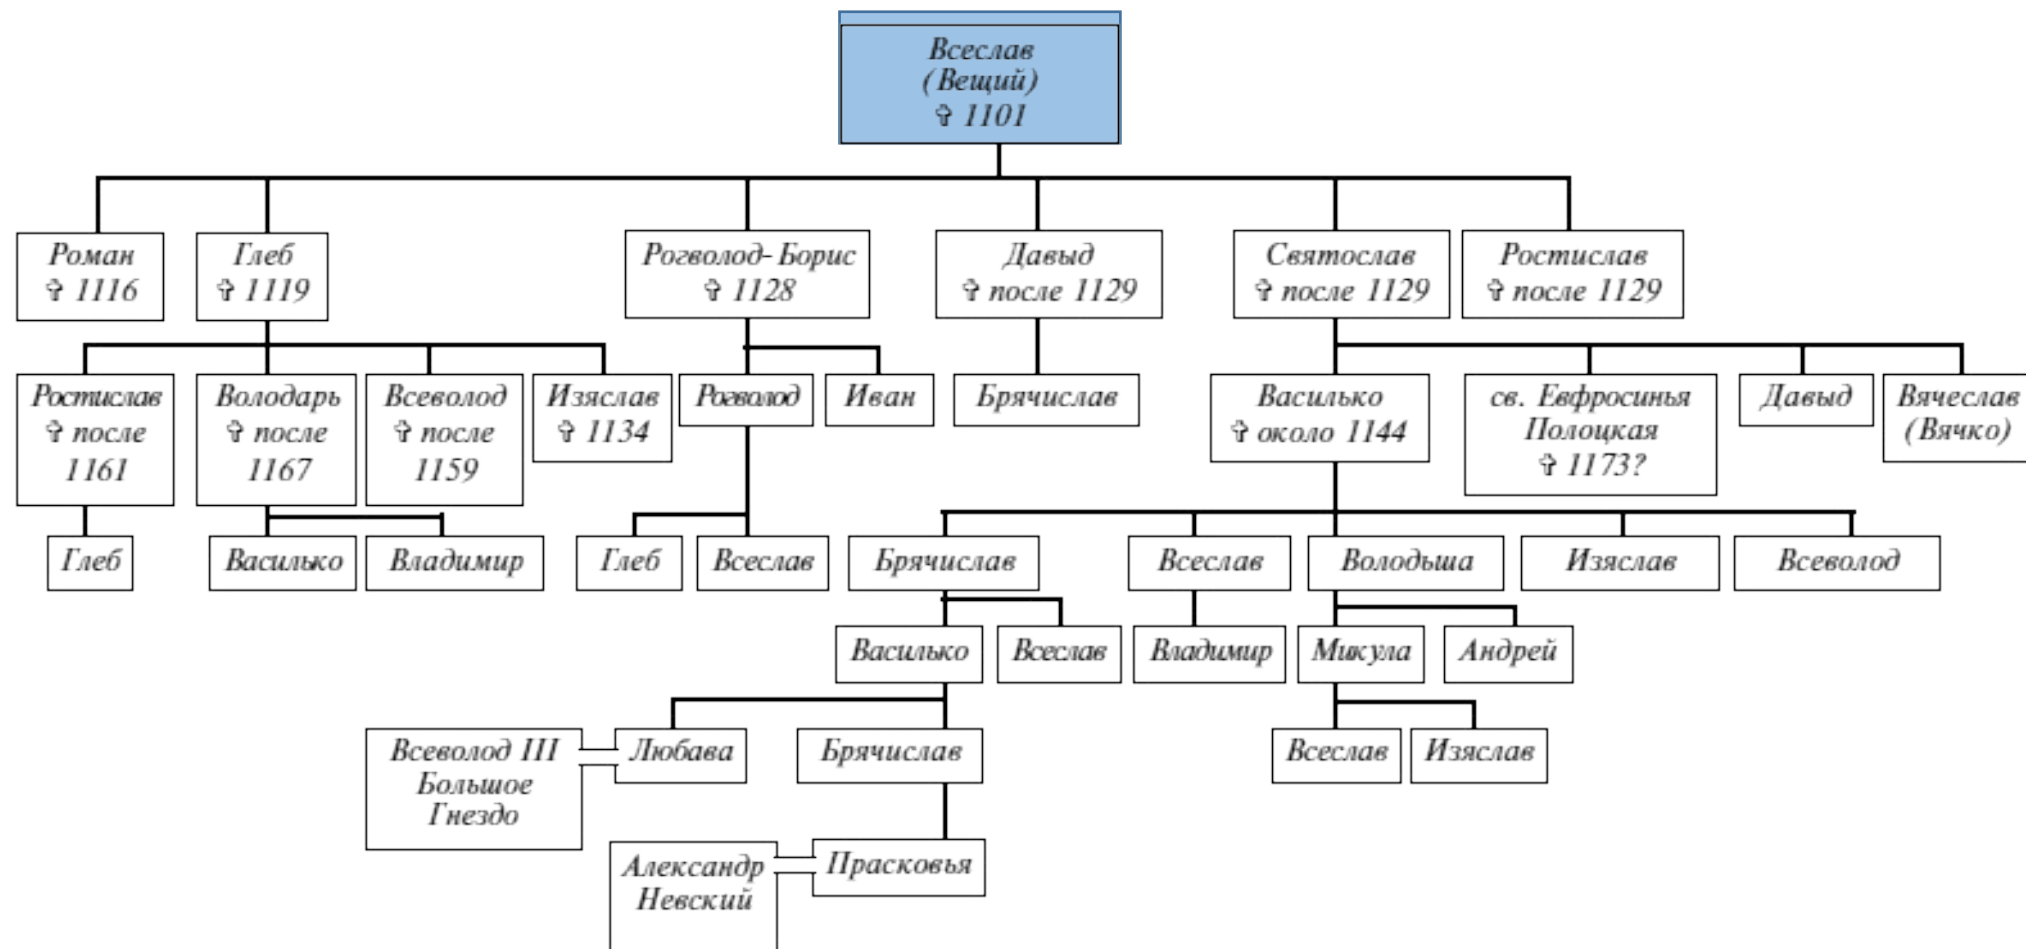 Всеслав
(Вещий)
✞ 1101
Роман
✞ 1116
Глеб
✞ 1119
Рогволод-Борис
✞ 1128
Давыд
✞ после 1129
Святослав
✞ после 1129
Ростислав
✞ после 1129
Ростислав
✞ после
1161
Володарь
✞ после
1167
Всеволод
✞ после
1159
Изяслав
✞ 1134
Рогволод
Иван
Брячислав
Василько
✞ около 1144
св. Евфросинья
Полоцкая
✞ 1173?
Давыд
Вячеслав
(Вячко)
Глеб
Василько
Владимир
Глеб
Всеслав
Брячислав
Всеслав
Володьша
Изяслав
Всеволод
Василько
Всеслав
Владимир
Микула
Андрей
Всеволод III
Большое
Гнездо
Любава
Брячислав
Всеслав
Изяслав
Александр
Невский
Прасковья